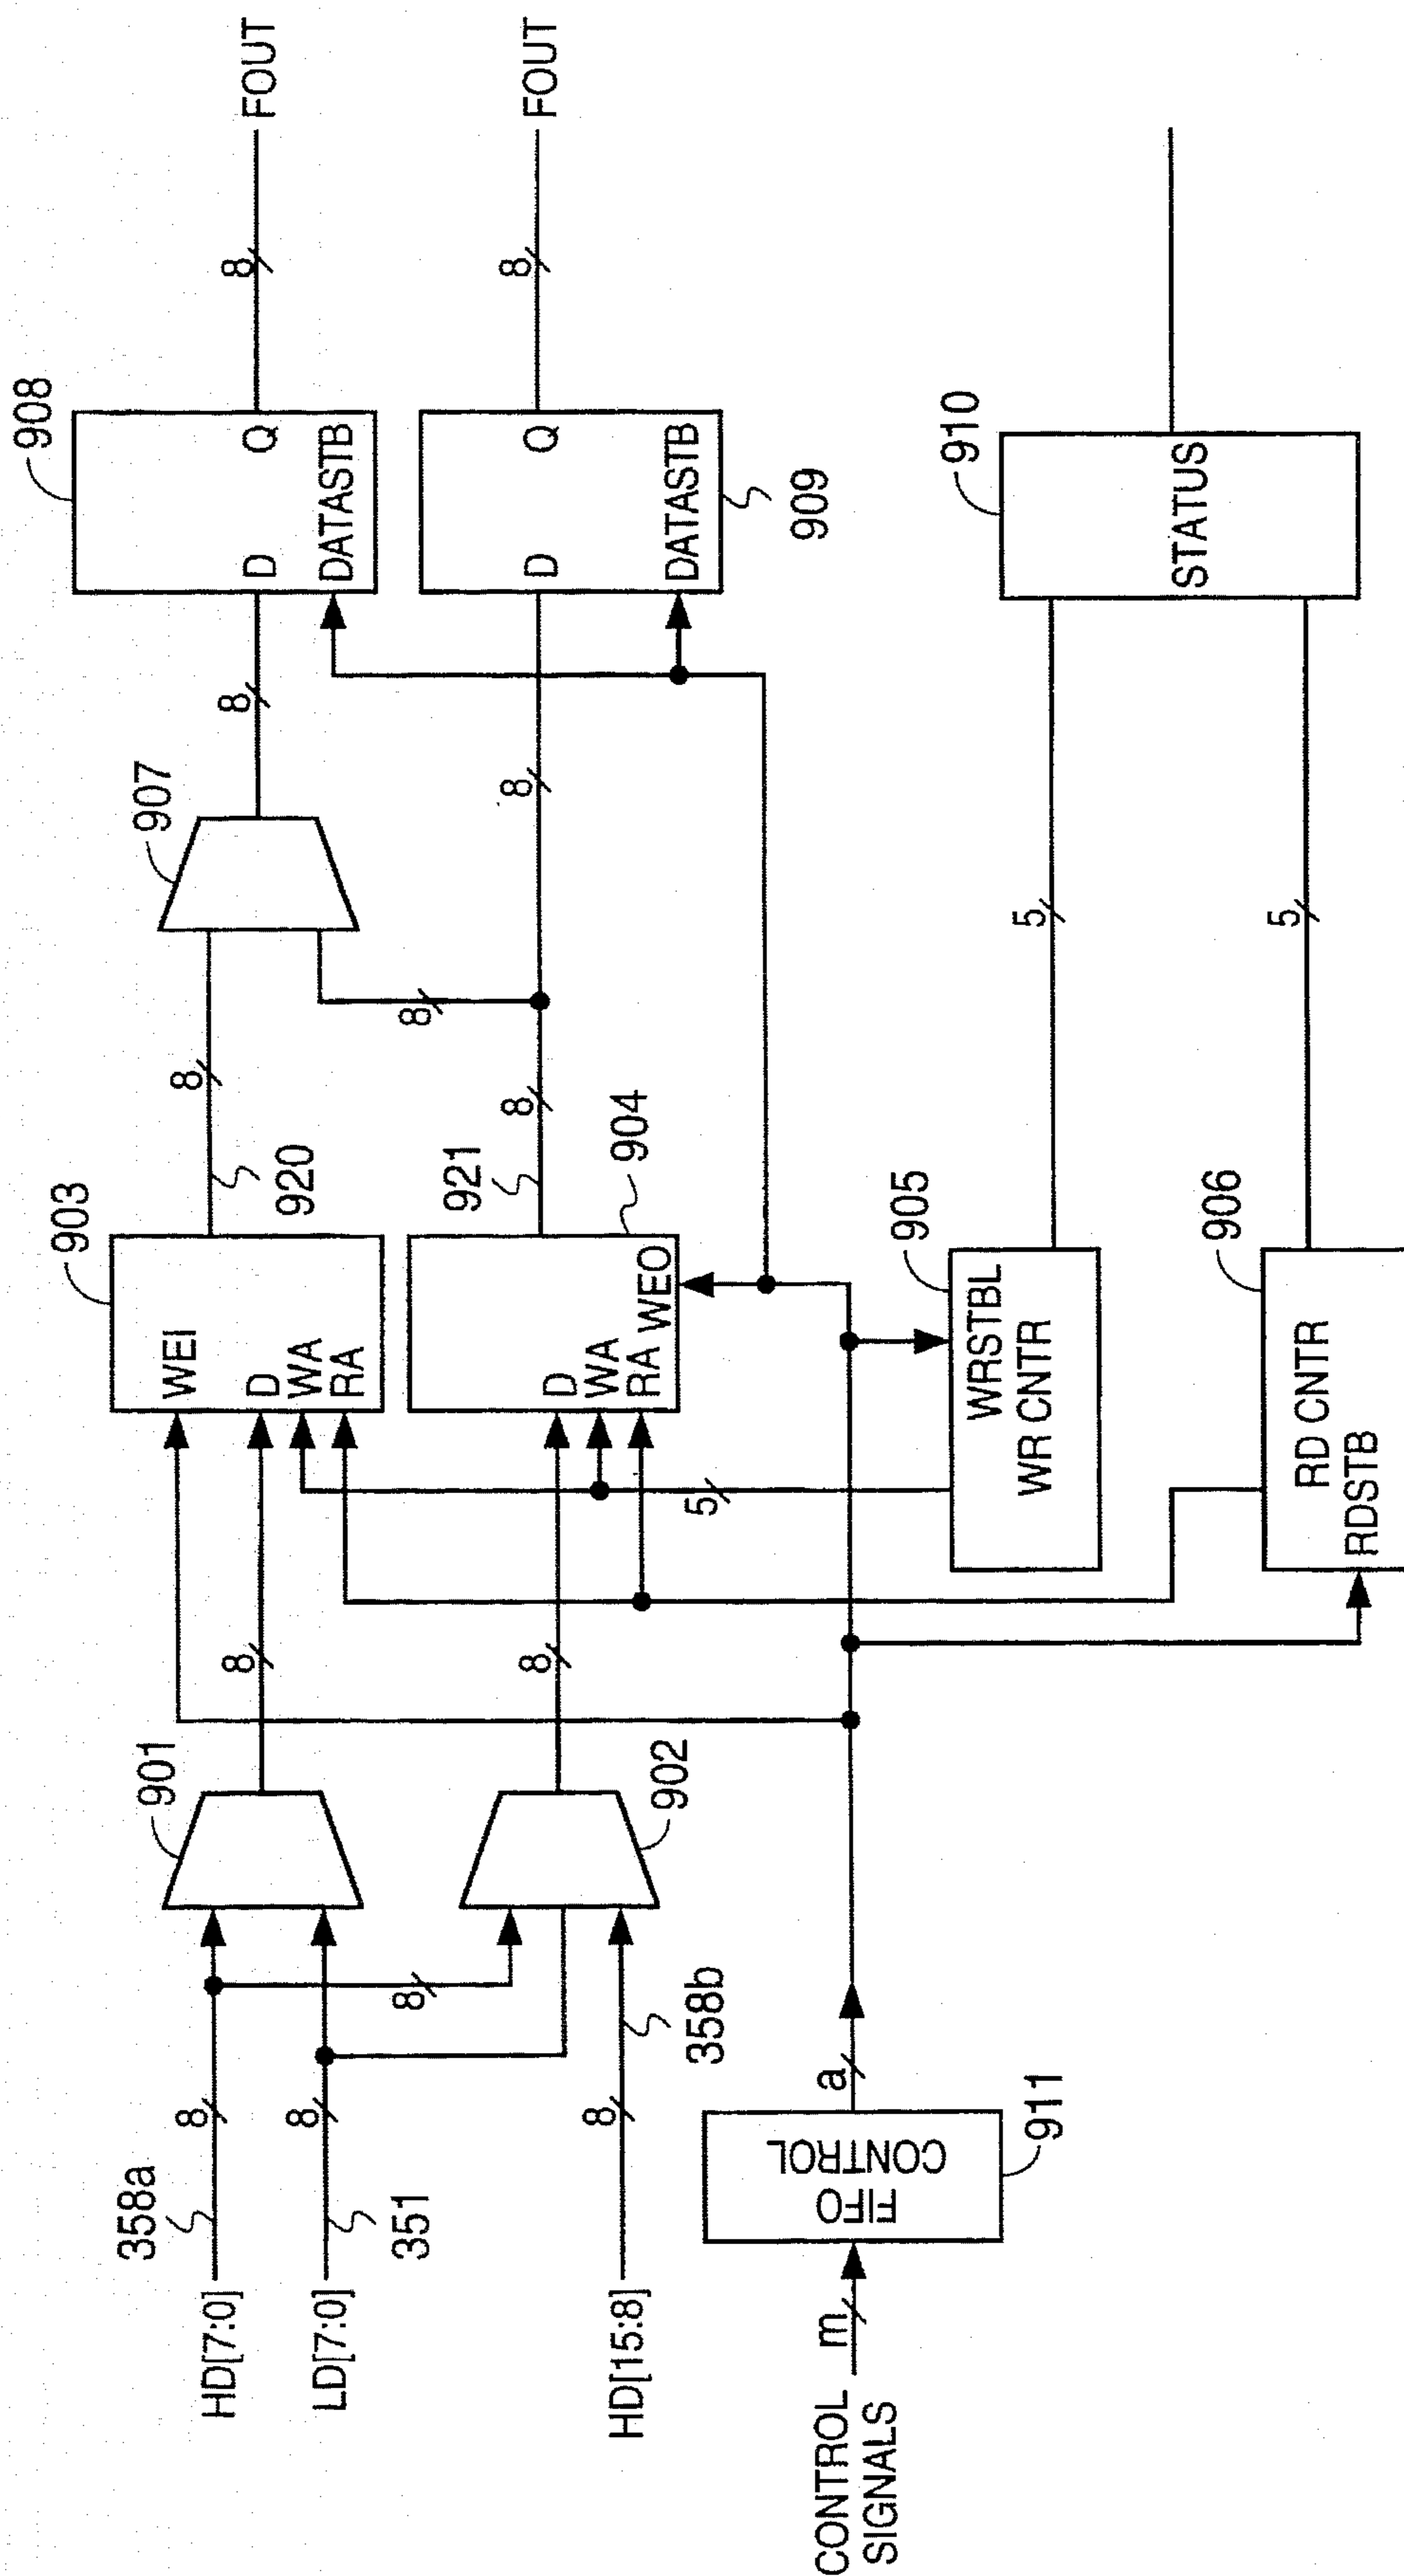 358a
HD[7:0]
8
LD[7:0]
8
351
HD[15:8]
8
358b
8
901
902
8
8
CONTROL
SIGNALS
m
FIFO
CONTROL
911
a
903
WEI
D
WA
RA
920
8
921
8
904
D
WA
RA
WEO
5
8
905
WRSTBL
WR CNTR
906
RD CNTR
RDSTB
907
8
8
5
5
908
D
Q
DATASTB
8
FOUT
D
Q
DATASTB
909
8
FOUT
910
STATUS